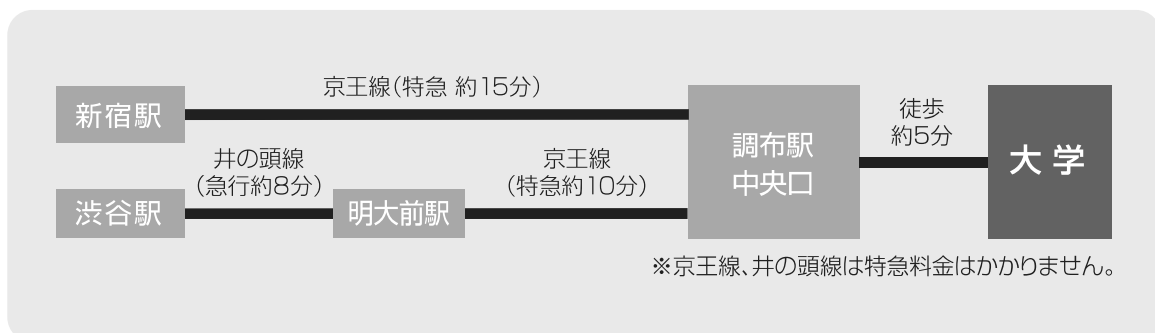 京王線(特急 約15分)
新宿駅
井の頭線
(急行約8分)
京王線
(特急約10分)
渋谷駅
明大前駅
調布駅
中央口
徒歩
約5分
大学
※京王線、井の頭線は特急料金はかかりません。